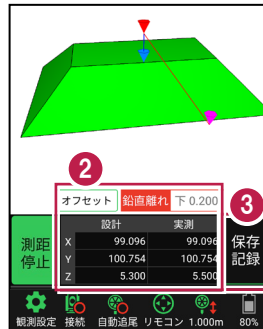 2
オフセット 鉛直離れ 下 0.200
3
設計 実測
測距停止
X 99.096 99.096
Y 100.754 100.754
Z 5.300 5.500
保存記録
観測設定 接続 自動追尾 リモコン 1.000m 80%